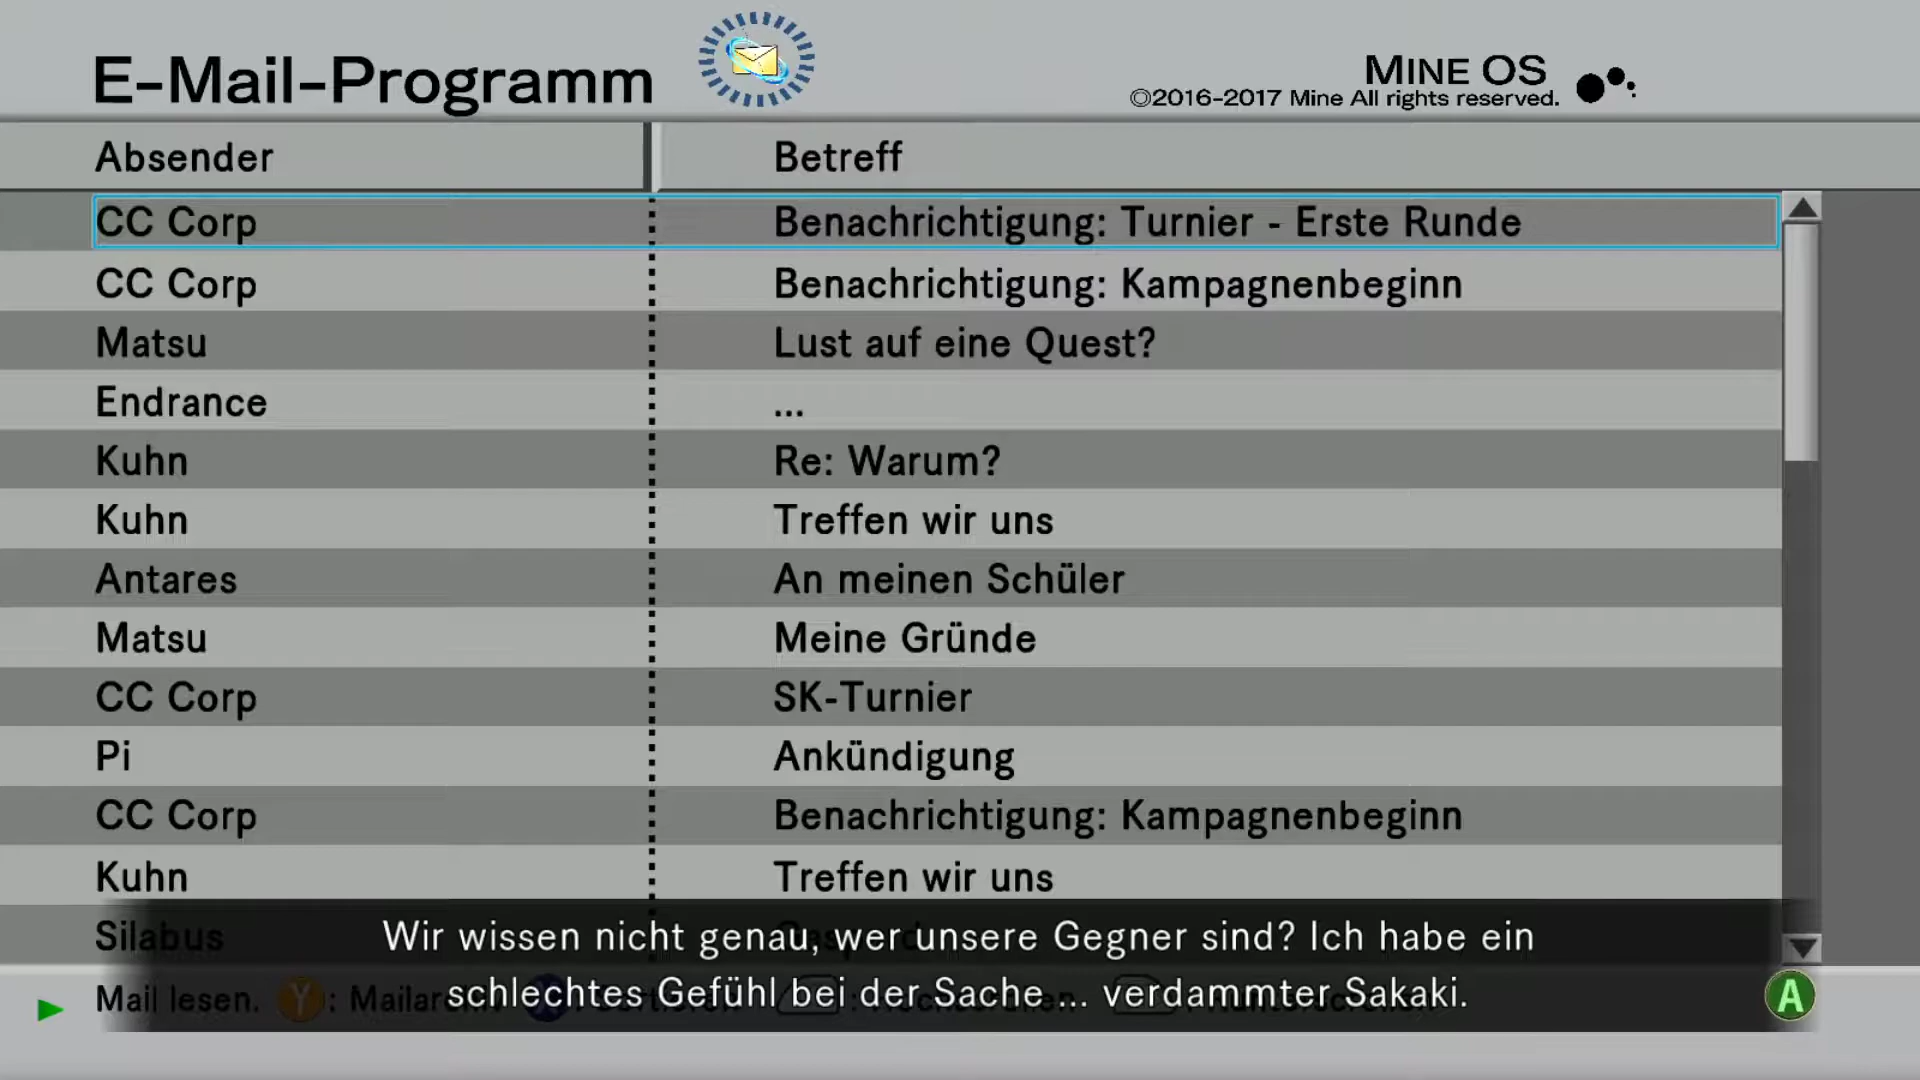 E-Mail-Programm
MINE OS
©2016-2017 Mine All rights reserved.
Absender Betreff
CC Corp Benachrichtigung: Turnier - Erste Runde
CC Corp Benachrichtigung: Kampagnenbeginn
Matsu Lust auf eine Quest?
Endrance ...
Kuhn Re: Warum?
Kuhn Treffen wir uns
Antares An meinen Schüler
Matsu Meine Gründe
CC Corp SK-Turnier
Pi Ankündigung
CC Corp Benachrichtigung: Kampagnenbeginn
Kuhn Treffen wir uns
Silabus
Wir wissen nicht genau, wer unsere Gegner sind? Ich habe ein
schlechtes Gefühl bei der Sache ... verdammter Sakaki.
Mail lesen. Y : A